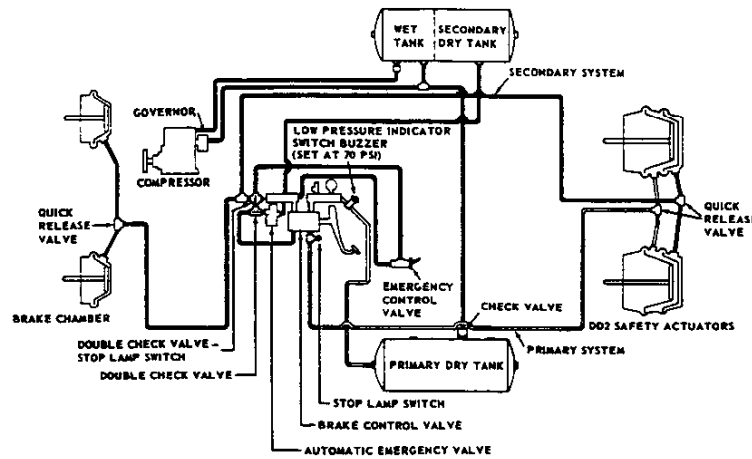 WET
TANK
SECONDARY
DRY TANK
SECONDARY SYSTEM
GOVERNOR
LOW PRESSURE INDICATOR
SWITCH BUZZER
(SET AT 70 PSI)
COMPRESSOR
QUICK
RELEASE
VALVE
QUICK
RELEASE
VALVE
EMERGENCY
CONTROL
VALVE
CHECK VALVE
BRAKE CHAMBER
DD2 SAFETY ACTUATORS
DOUBLE CHECK VALVE-
STOP LAMP SWITCH
PRIMARY SYSTEM
DOUBLE CHECK VALVE
PRIMARY DRY TANK
STOP LAMP SWITCH
BRAKE CONTROL VALVE
AUTOMATIC EMERGENCY VALVE